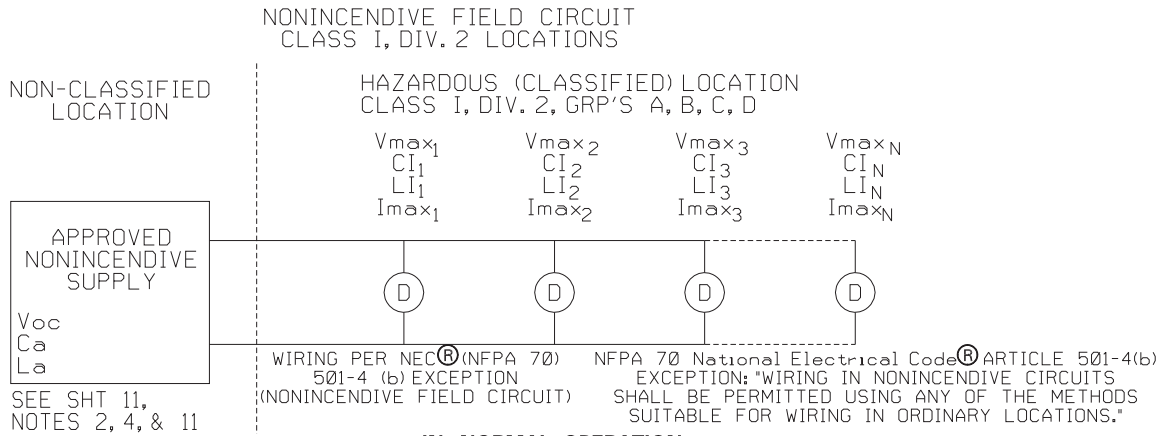 NONINCENDIVE FIELD CIRCUIT
CLASS I, DIV. 2 LOCATIONS
NON-CLASSIFIED
LOCATION
HAZARDOUS (CLASSIFIED) LOCATION
CLASS I, DIV. 2, GRP'S A, B, C, D
Vmax1 Vmax2 Vmax3 VmaxN
CI1 CI2 CI3 CIN
LI1 LI2 LI3 LIN
Imax1 Imax2 Imax3 ImaxN
APPROVED
NONINCENDIVE
SUPPLY
D D D D
Voc
Ca
La
SEE SHT 11,
NOTES 2, 4, & 11
WIRING PER NEC® (NFPA 70)
501-4 (b) EXCEPTION
(NONINCENDIVE FIELD CIRCUIT)
NFPA 70 National Electrical Code® ARTICLE 501-4(b)
EXCEPTION: "WIRING IN NONINCENDIVE CIRCUITS
SHALL BE PERMITTED USING ANY OF THE METHODS
SUITABLE FOR WIRING IN ORDINARY LOCATIONS."
IN NORMAL OPERATION